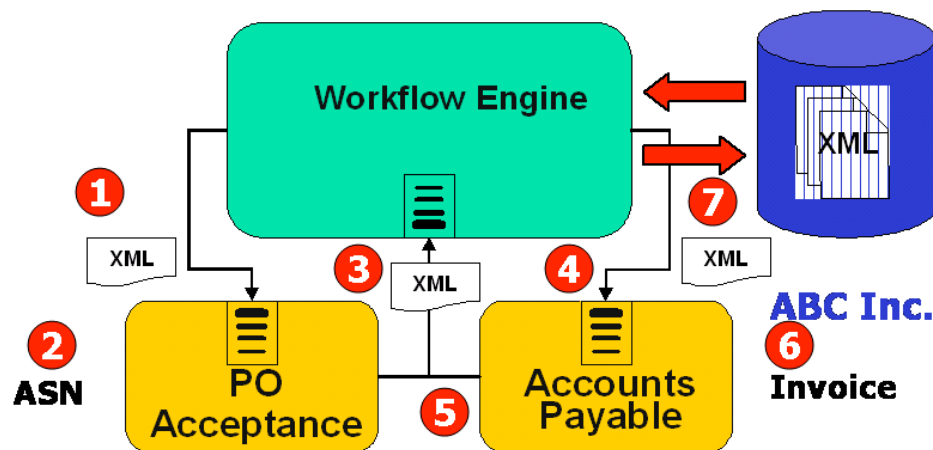 Workflow Engine
XML
1
7
XML
3
XML
4
XML
ABC Inc.
2
ASN
PO
Acceptance
5
Accounts
Payable
6
Invoice